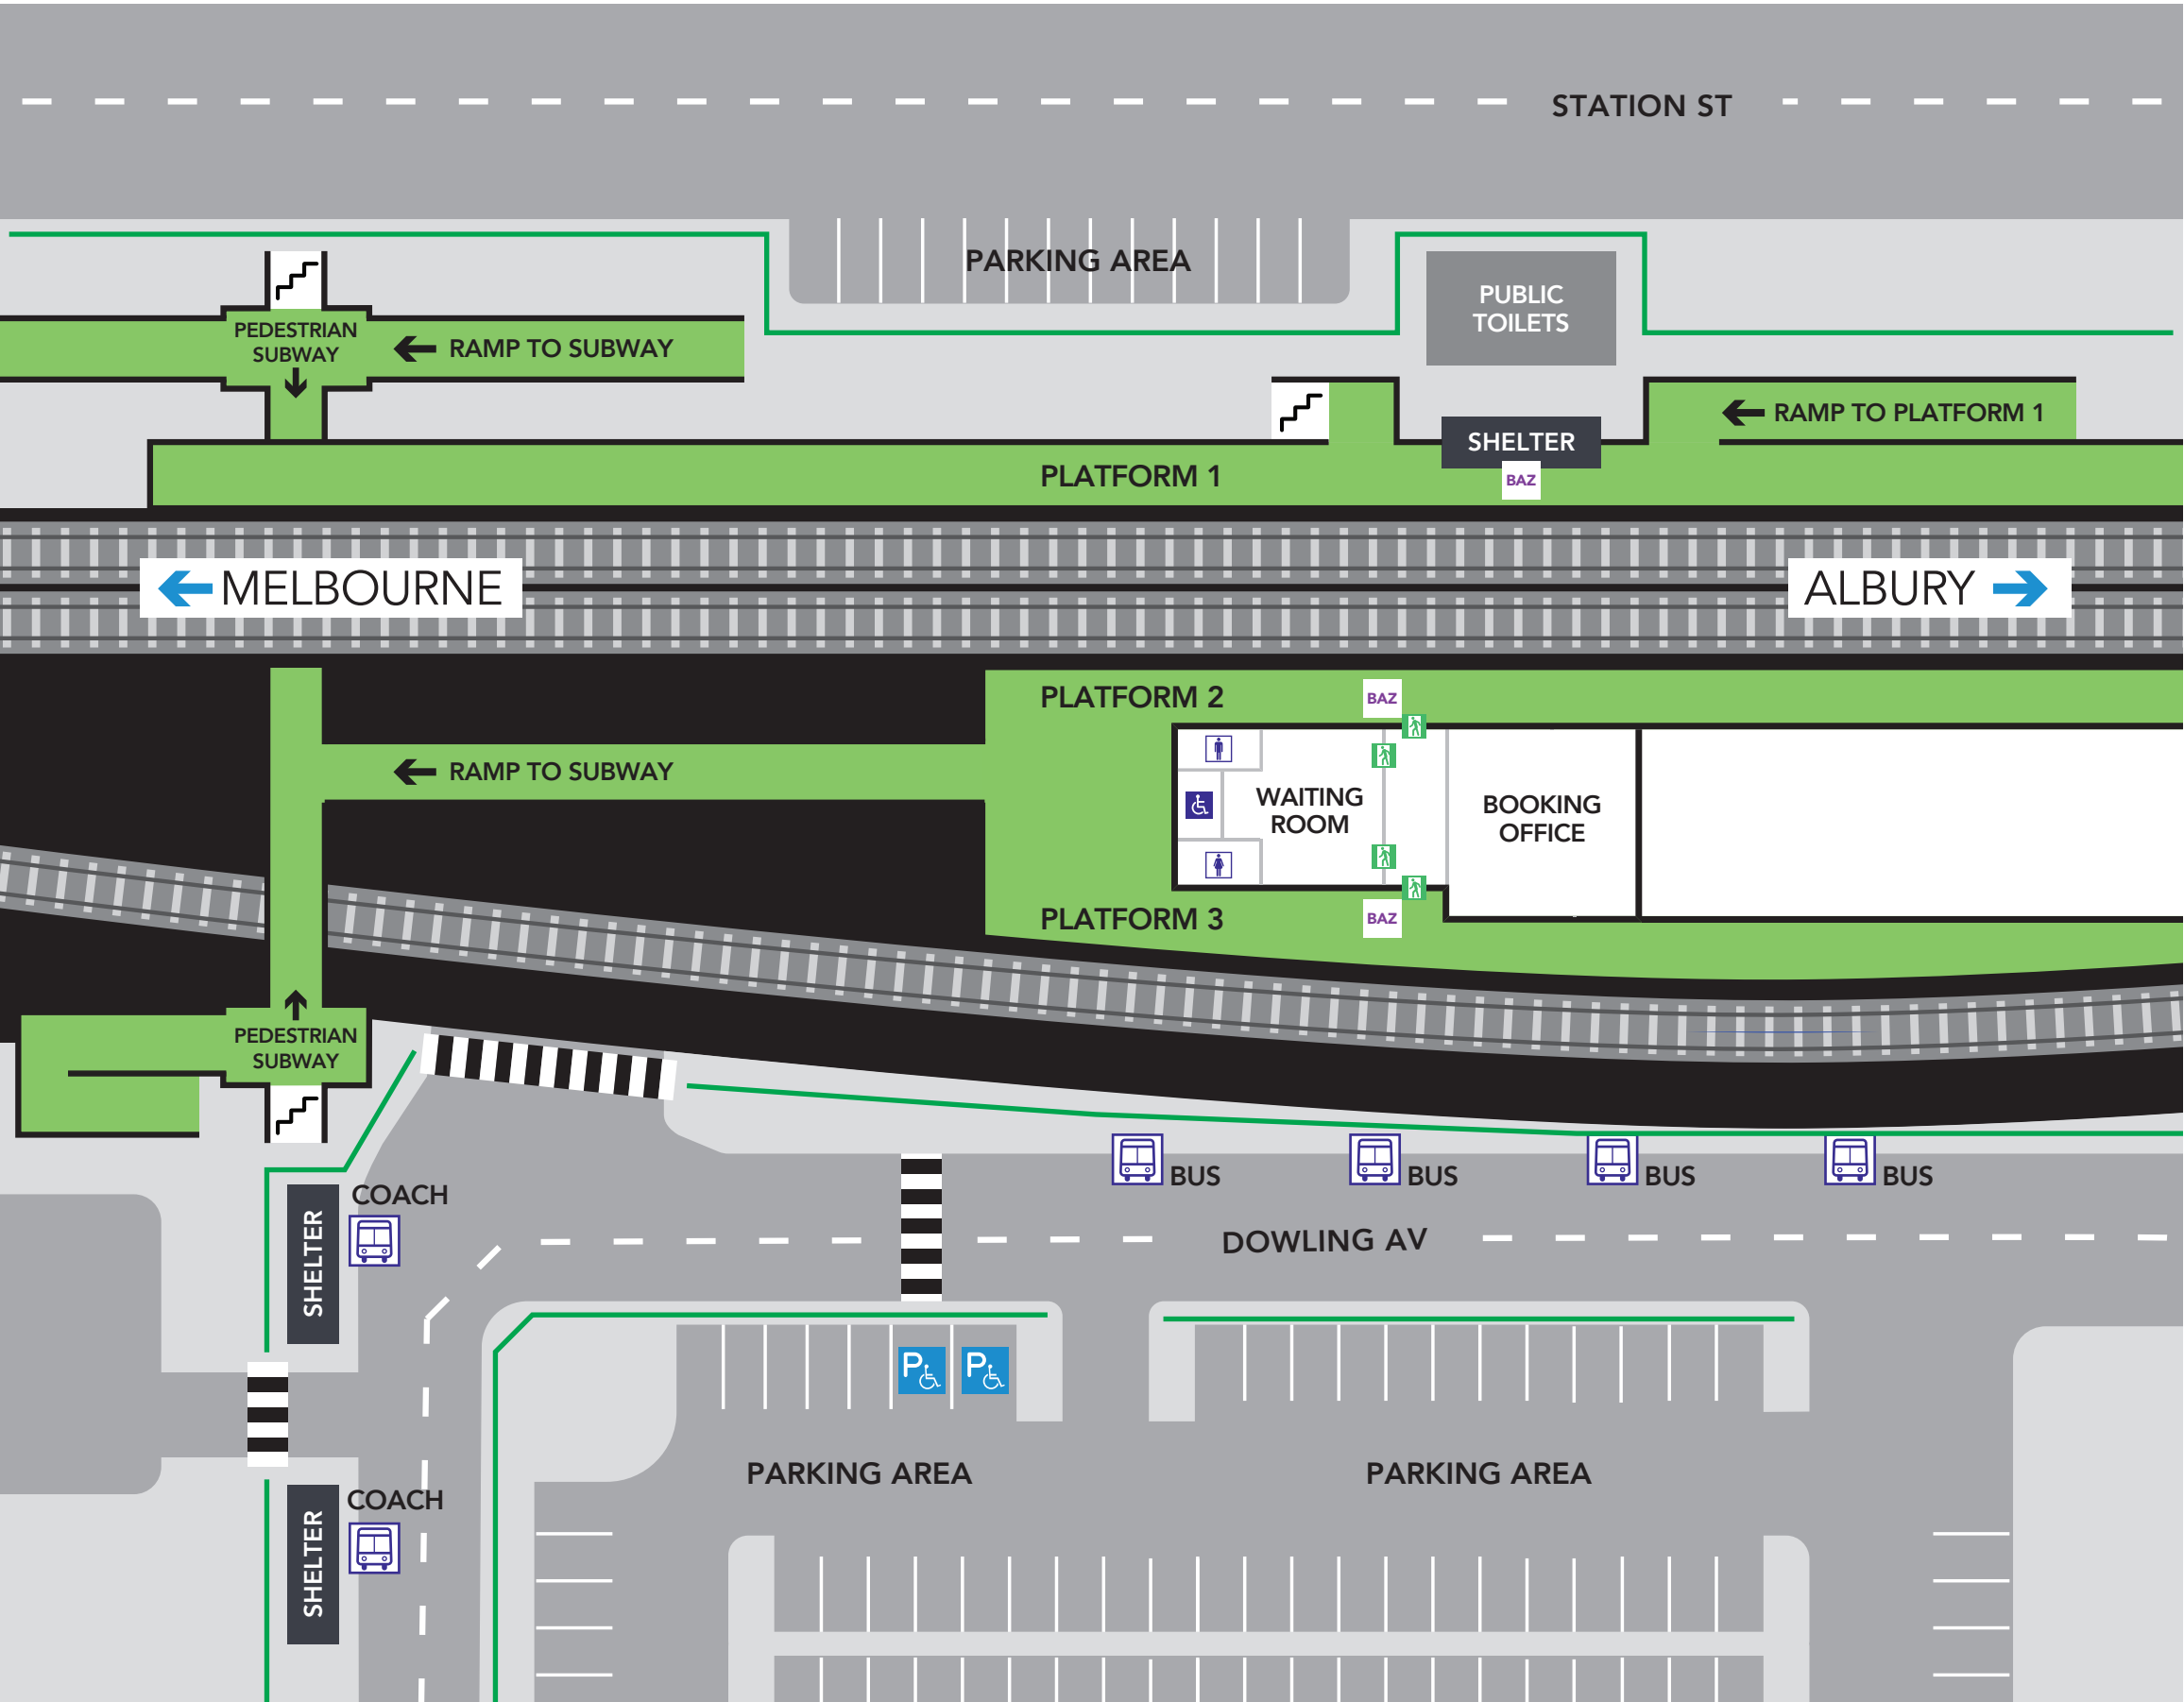 STATION ST
PARKING AREA
PUBLIC
TOILETS
PEDESTRIAN
SUBWAY
RAMP TO SUBWAY
RAMP TO PLATFORM 1
SHELTER
PLATFORM 1
BAZ
MELBOURNE
ALBURY
PLATFORM 2
BAZ
RAMP TO SUBWAY
WAITING
ROOM
BOOKING
OFFICE
PLATFORM 3
BAZ
PEDESTRIAN
SUBWAY
BUS
BUS
BUS
BUS
COACH
SHELTER
DOWLING AV
P
P
PARKING AREA
PARKING AREA
COACH
SHELTER